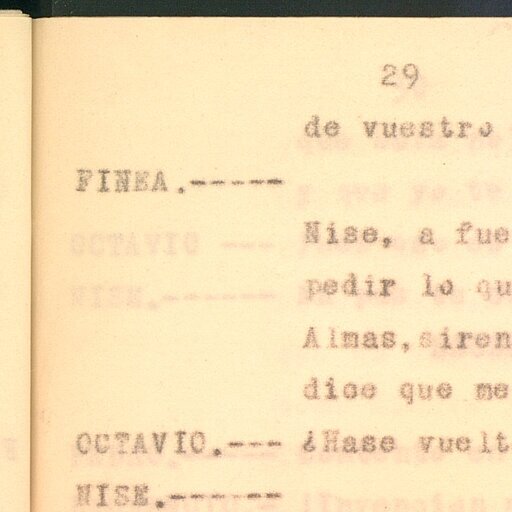 29
de vuestro
FINEA.-----
Nise, a fue
pedir lo qu
Almas,siren
dice que me
OCTAVIO.--- ¿Hase vuelt
NISE.------